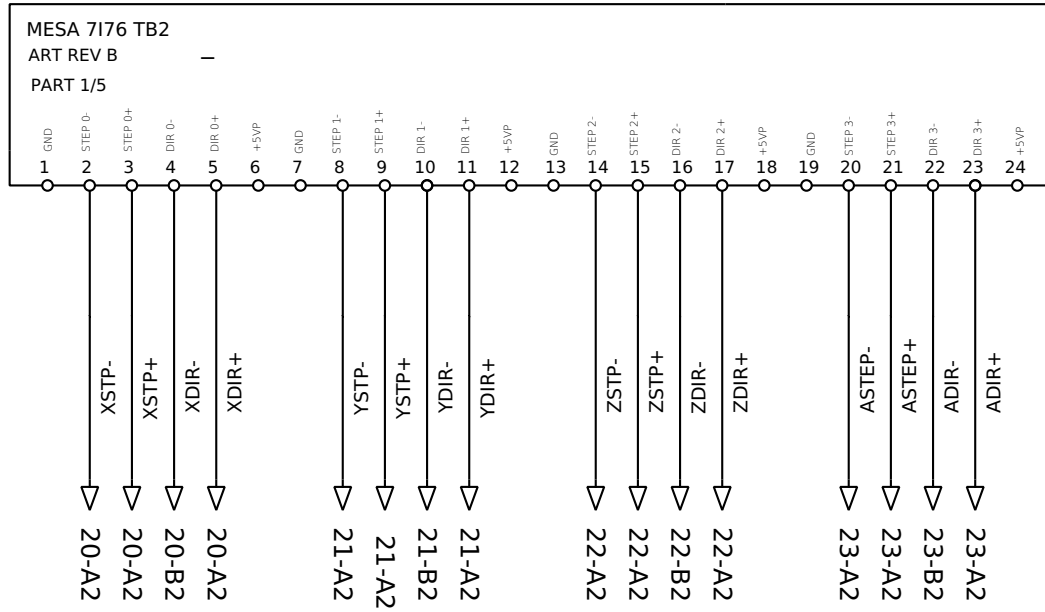 MESA 7I76 TB2
ART REV B –
PART 1/5
GND STEP 0- STEP 0+ DIR 0- DIR 0+ +5VP GND STEP 1- STEP 1+ DIR 1- DIR 1+ +5VP GND STEP 2- STEP 2+ DIR 2- DIR 2+ +5VP GND STEP 3- STEP 3+ DIR 3- DIR 3+ +5VP
1 2 3 4 5 6 7 8 9 10 11 12 13 14 15 16 17 18 19 20 21 22 23 24
XSTP- XSTP+ XDIR- XDIR+ YSTP- YSTP+ YDIR- YDIR+ ZSTP- ZSTP+ ZDIR- ZDIR+ ASTEP- ASTEP+ ADIR- ADIR+
20-A2 20-A2 20-B2 20-A2 21-A2 21-A2 21-B2 21-A2 22-A2 22-A2 22-B2 22-A2 23-A2 23-A2 23-B2 23-A2